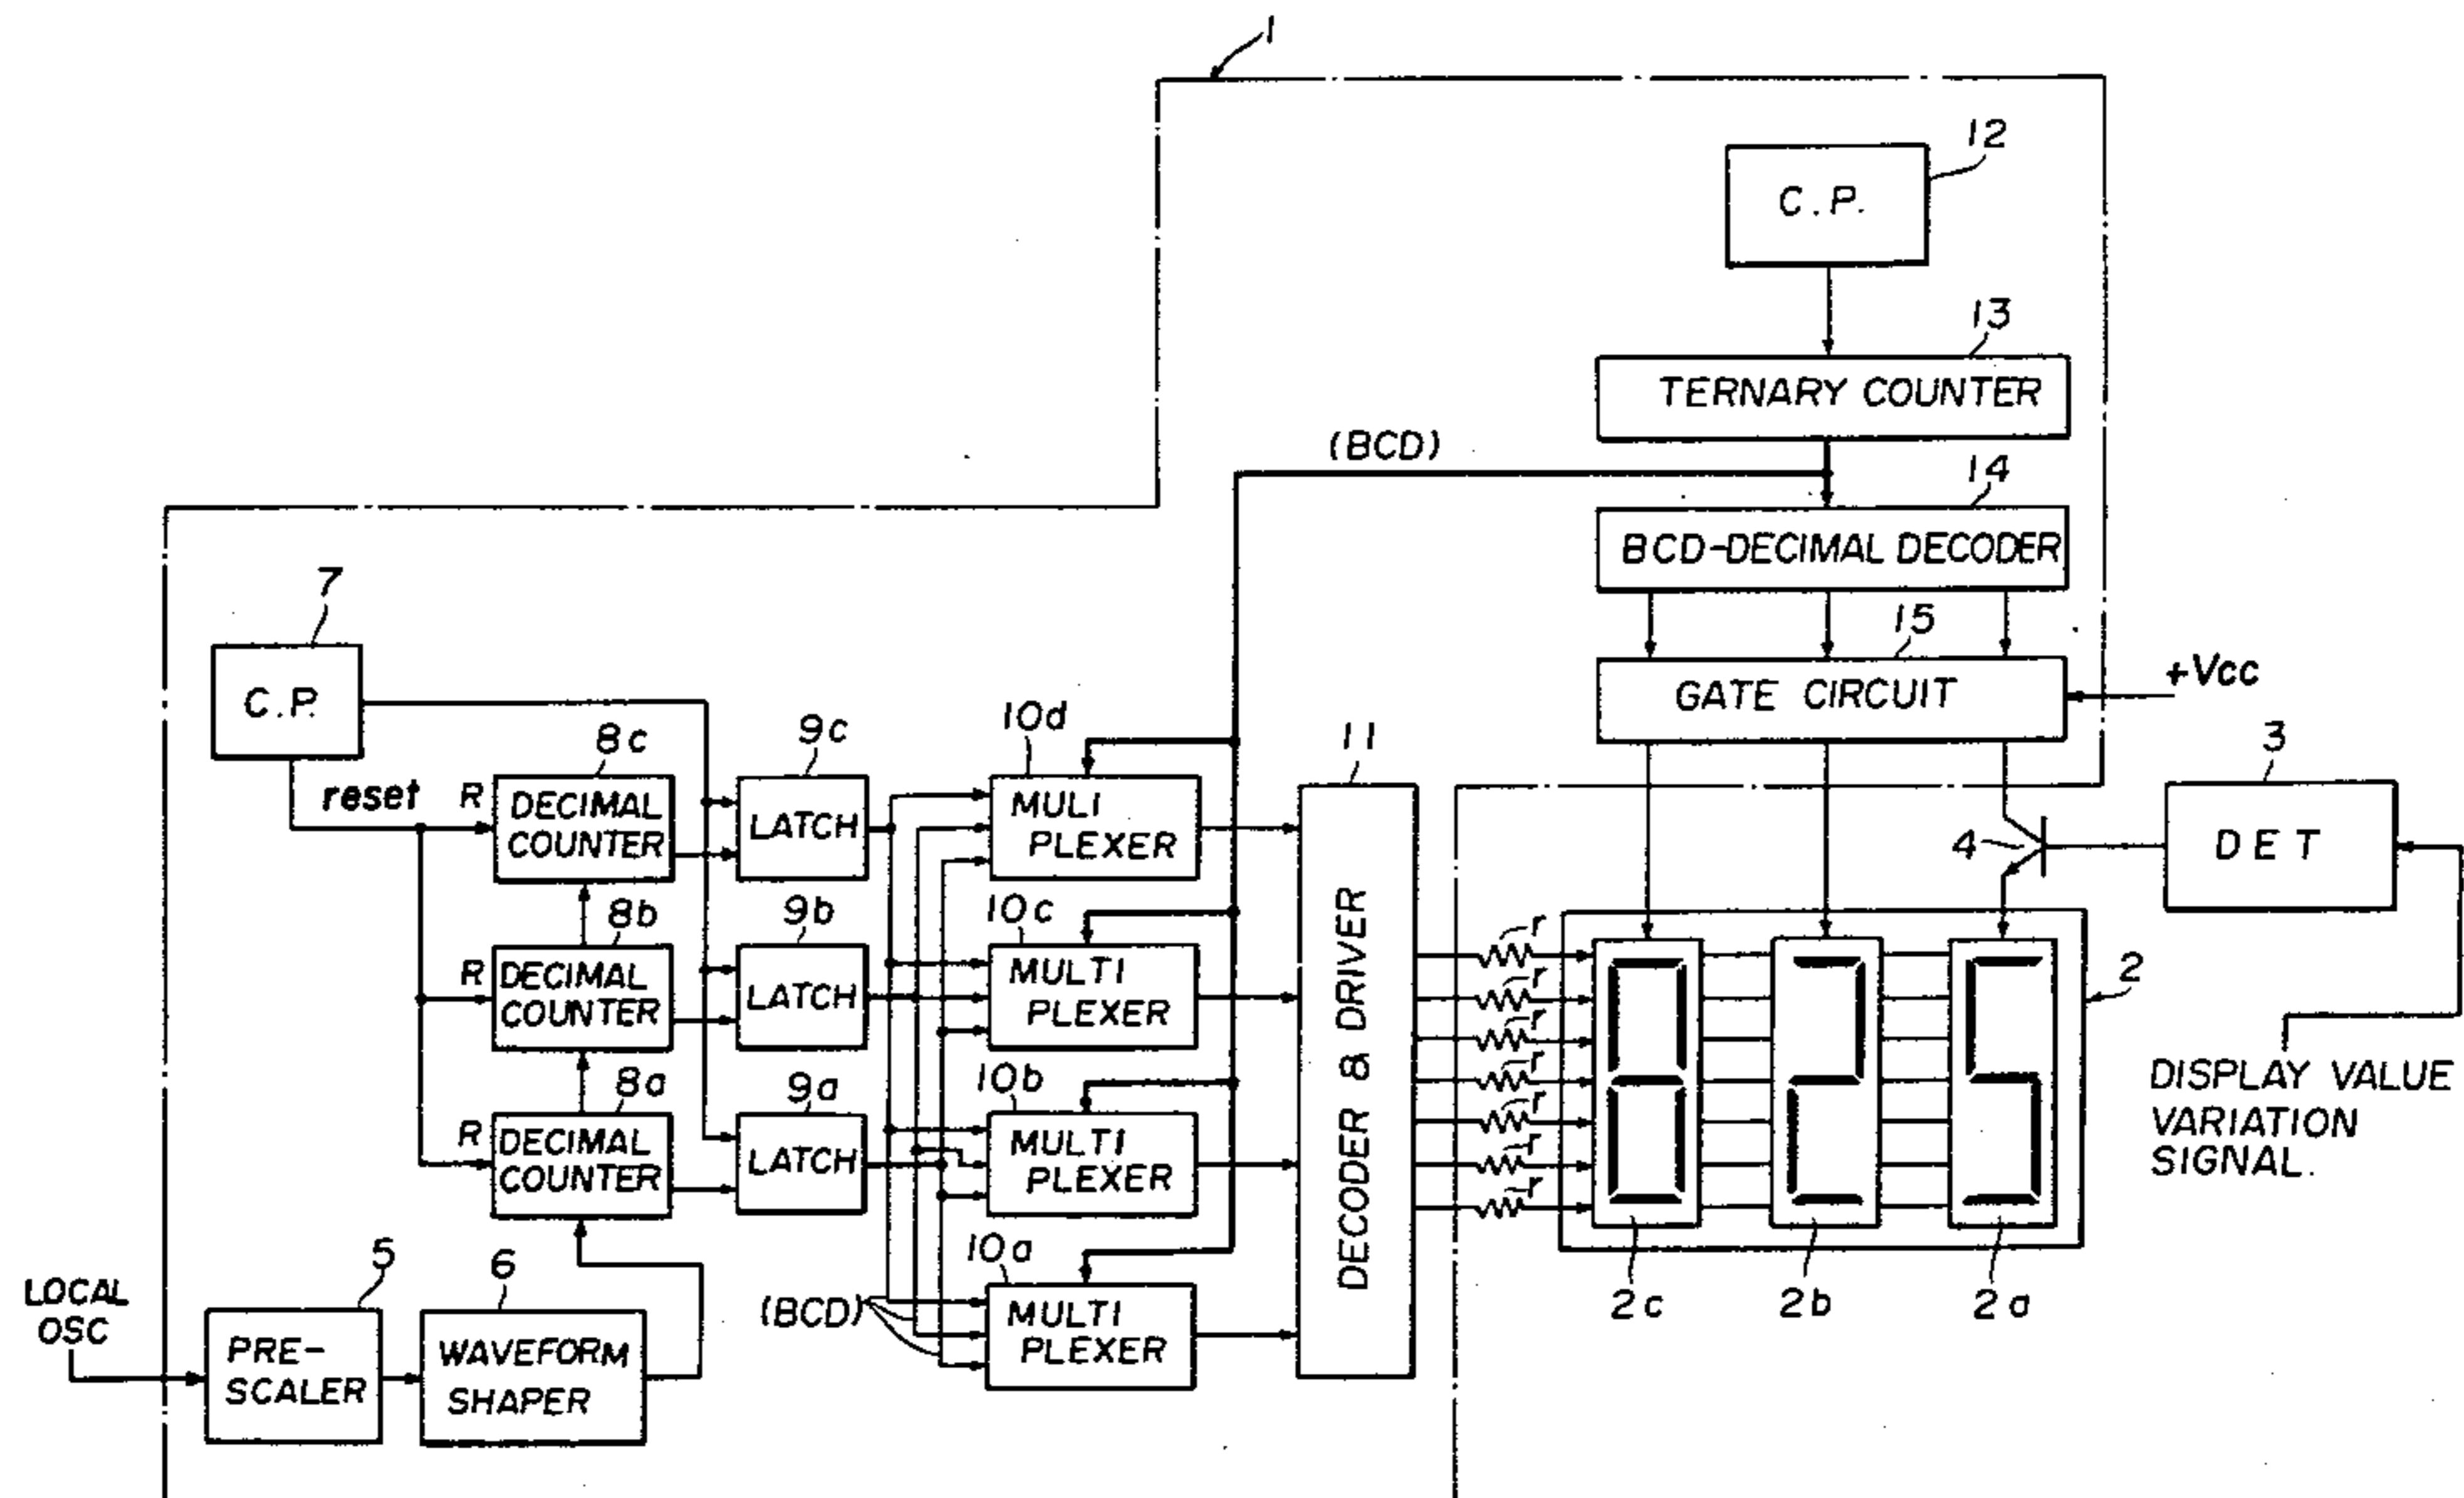 1
12
C.P.
13
TERNARY COUNTER
(BCD)
14
BCD-DECIMAL DECODER
15
GATE CIRCUIT
+Vcc
7
C.P.
reset
8c
R
DECIMAL
COUNTER
9c
LATCH
10d
MULI
PLEXER
11
DECODER & DRIVER
3
DET
4
8b
R
DECIMAL
COUNTER
9b
LATCH
10c
MULTI
PLEXER
r
r
r
r
r
r
r
2
8a
R
DECIMAL
COUNTER
9a
LATCH
10b
MULTI
PLEXER
DISPLAY VALUE
VARIATION
SIGNAL.
2c
2b
2a
LOCAL
OSC
5
PRE-
SCALER
6
WAVEFORM
SHAPER
(BCD)
10a
MULTI
PLEXER